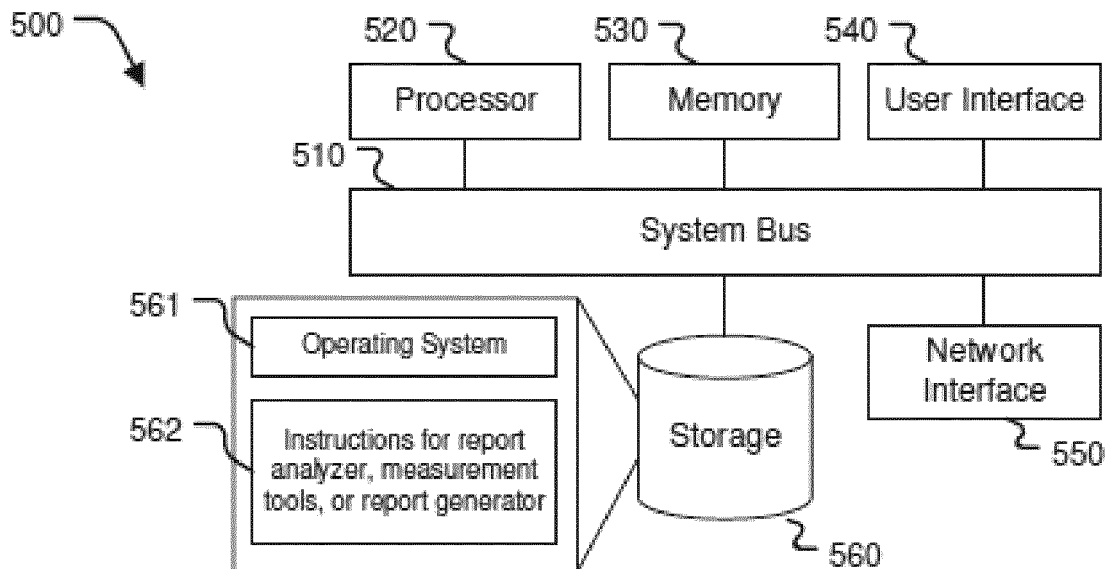 500
520
530
540
Processor
Memory
User Interface
510
System Bus
561
Operating System
562
Instructions for report
analyzer, measurement
tools, or report generator
Storage
560
Network
Interface
550